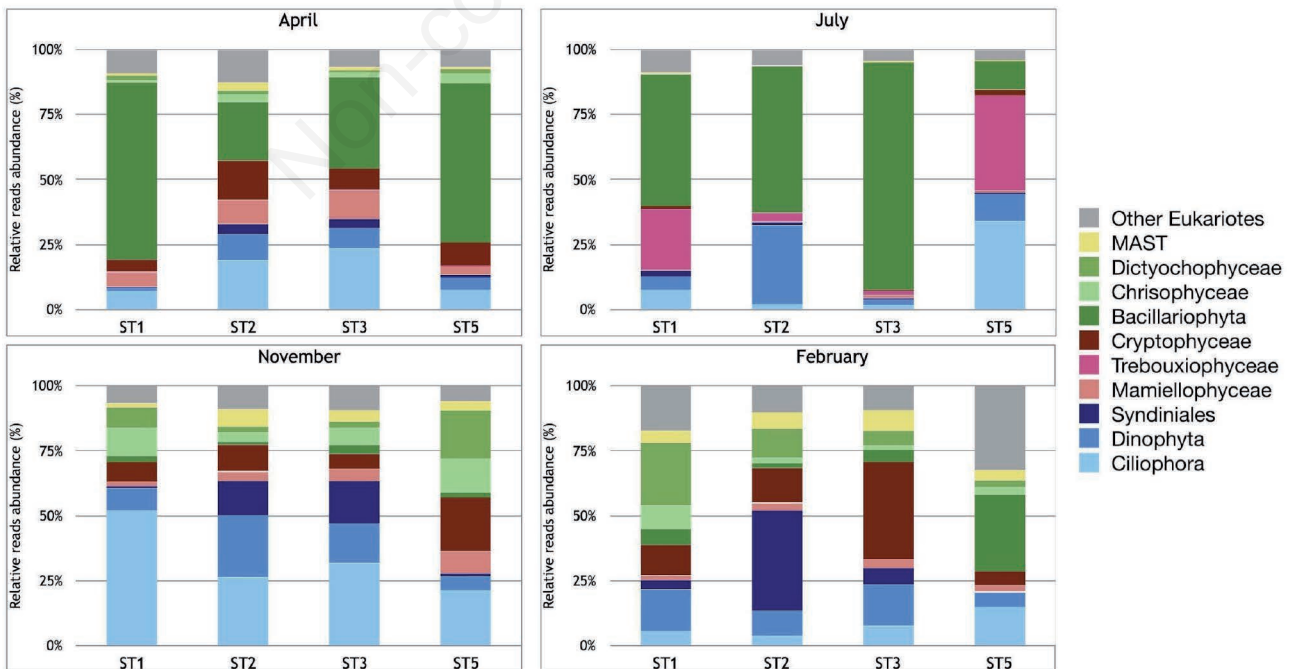 Non-co
April
Relative reads abundance (%)
100%
75%
50%
25%
0%
ST1 ST2 ST3 ST5
July
Relative reads abundance (%)
100%
75%
50%
25%
0%
ST1 ST2 ST3 ST5
November
Relative reads abundance (%)
100%
75%
50%
25%
0%
ST1 ST2 ST3 ST5
February
Relative reads abundance (%)
100%
75%
50%
25%
0%
ST1 ST2 ST3 ST5
Other Eukariotes
MAST
Dictyochophyceae
Chrisophyceae
Bacillariophyta
Cryptophyceae
Trebouxiophyceae
Mamiellophyceae
Syndiniales
Dinophyta
Ciliophora